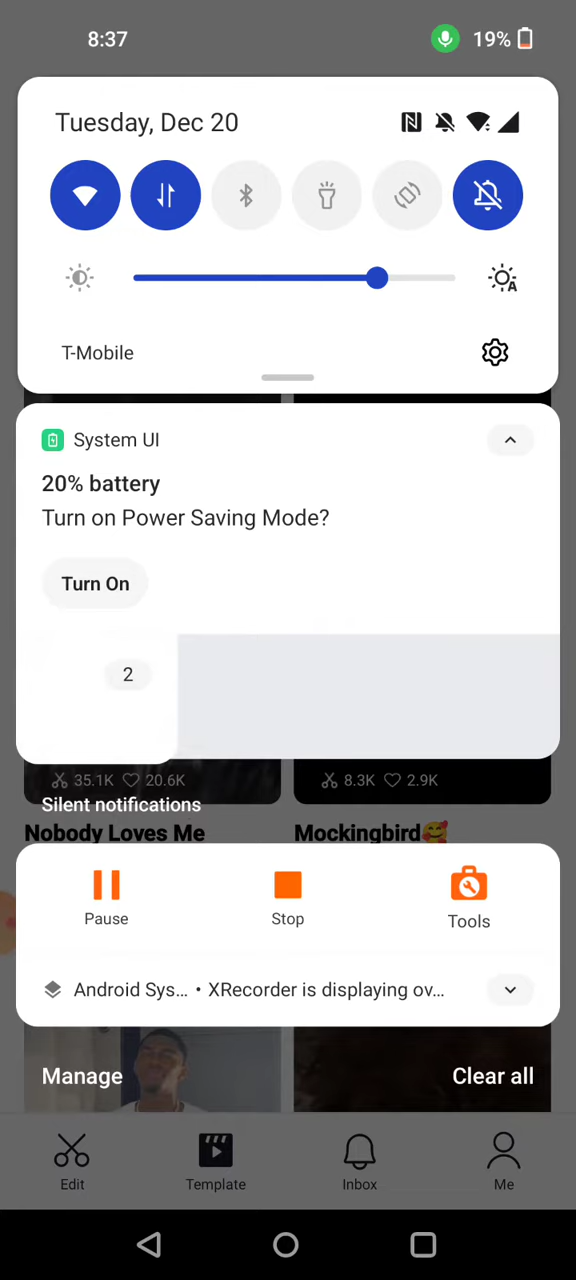 8:37
19%
Tuesday, Dec 20
T-Mobile
System UI
20% battery
Turn on Power Saving Mode?
Turn On
2
35.1K 20.6K
8.3K 2.9K
Silent notifications
Nobody Loves Me
Mockingbird🥰
Pause
Stop
Tools
Android Sys... • XRecorder is displaying ov...
Manage
Clear all
Edit
Template
Inbox
Me